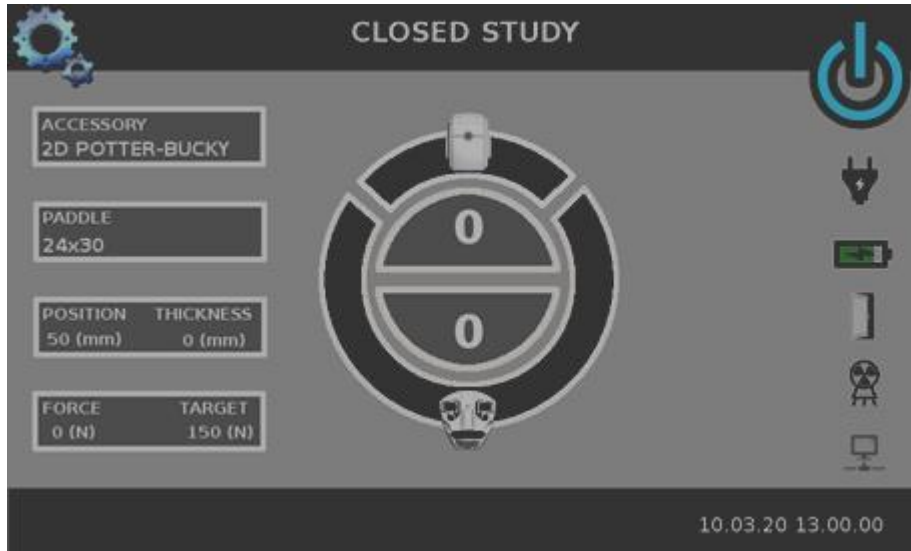 CLOSED STUDY
ACCESSORY
2D POTTER-BUCKY
PADDLE
24x30
POSITION THICKNESS
50 (mm) 0 (mm)
FORCE TARGET
0 (N) 150 (N)
0
0
10.03.20 13.00.00